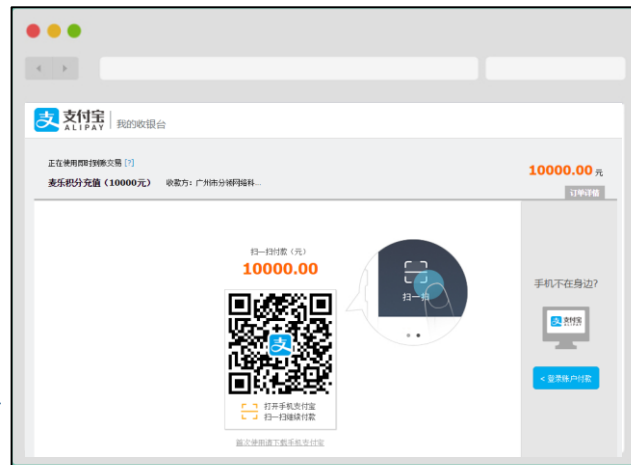 支付宝
ALIPAY
我的收银台
正在使用即时到账交易 [?]
麦乐积分充值（10000元） 收款方：广州市分领网络科...
10000.00 元
订单详情
扫一扫付款（元）
10000.00
支
打开手机支付宝
扫一扫继续付款
首次使用请下载手机支付宝
扫一扫
手机不在身边?
支付宝
ALIPAY
< 登录账户付款